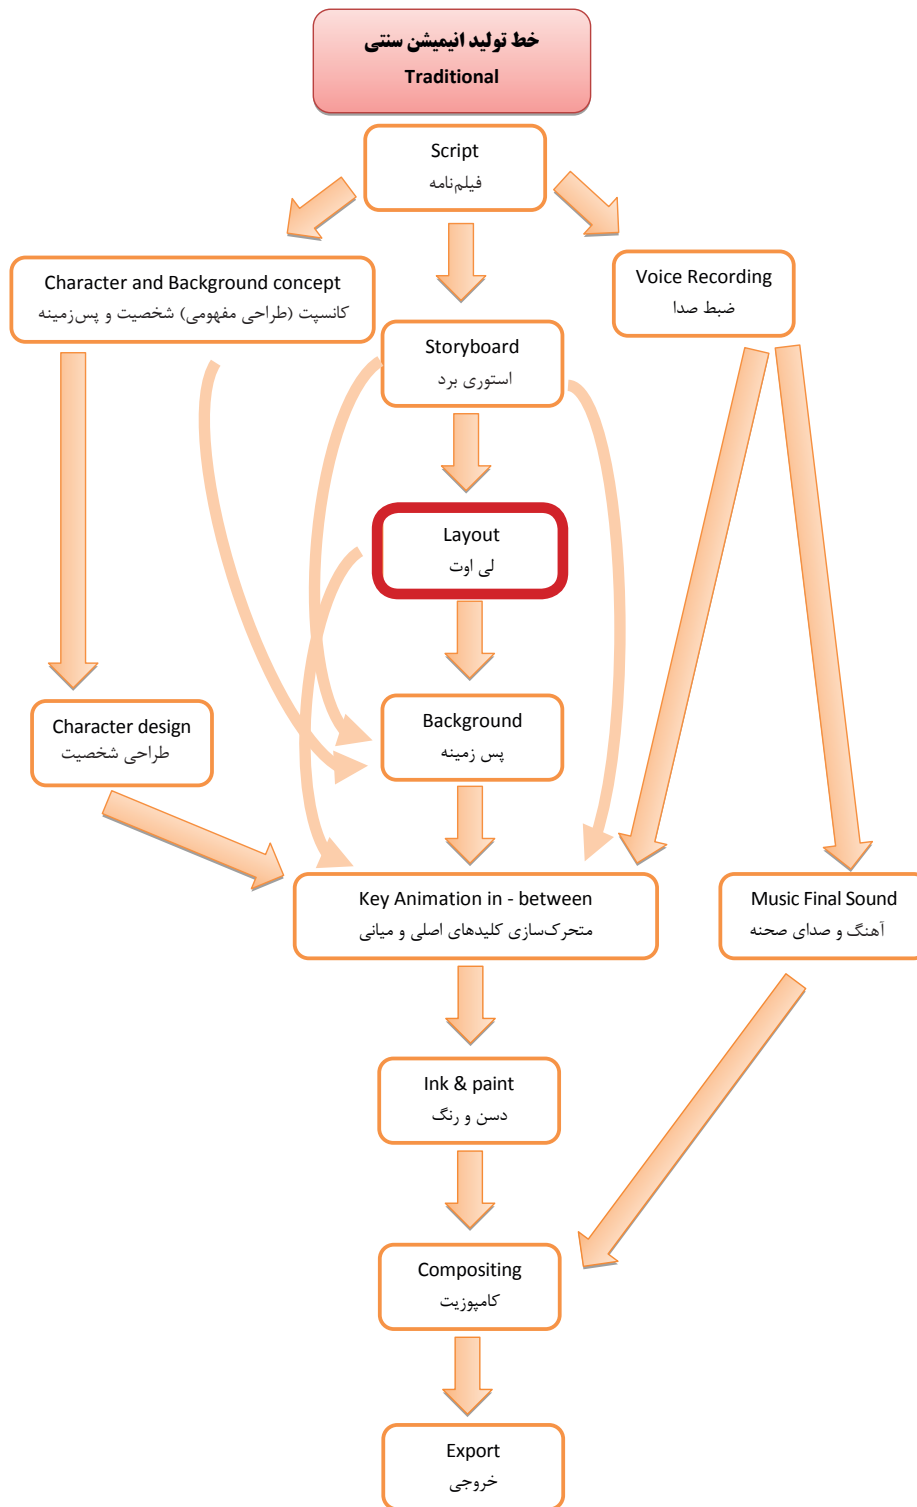 خط تولید انیمیشن سنتی
Traditional
Script
فیلم‌نامه
Character and Background concept
کانسپت (طراحی مفهومی) شخصیت و پس‌زمینه
Voice Recording
ضبط صدا
Storyboard
استوری برد
Layout
لی اوت
Character design
طراحی شخصیت
Background
پس زمینه
Key Animation in - between
متحرک‌سازی کلیدهای اصلی و میانی
Music Final Sound
آهنگ و صدای صحنه
Ink & paint
دسن و رنگ
Compositing
کامپوزیت
Export
خروجی